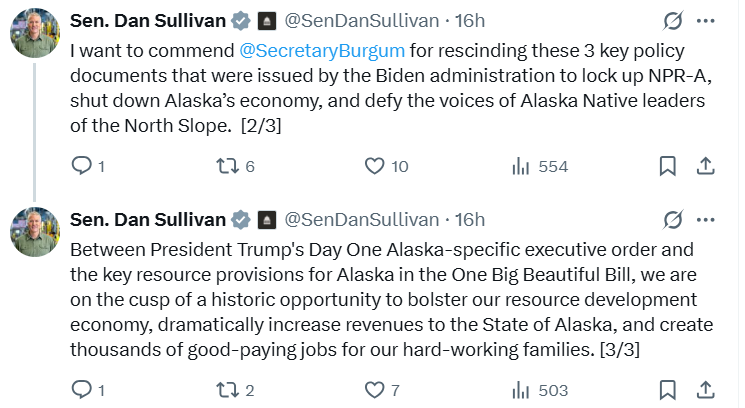 Sen. Dan Sullivan @SenDanSullivan · 16h
I want to commend @SecretaryBurgum for rescinding these 3 key policy
documents that were issued by the Biden administration to lock up NPR-A,
shut down Alaska’s economy, and defy the voices of Alaska Native leaders
of the North Slope. [2/3]
1 6 10 554
Sen. Dan Sullivan @SenDanSullivan · 16h
Between President Trump's Day One Alaska-specific executive order and
the key resource provisions for Alaska in the One Big Beautiful Bill, we are
on the cusp of a historic opportunity to bolster our resource development
economy, dramatically increase revenues to the State of Alaska, and create
thousands of good-paying jobs for our hard-working families. [3/3]
1 2 7 503